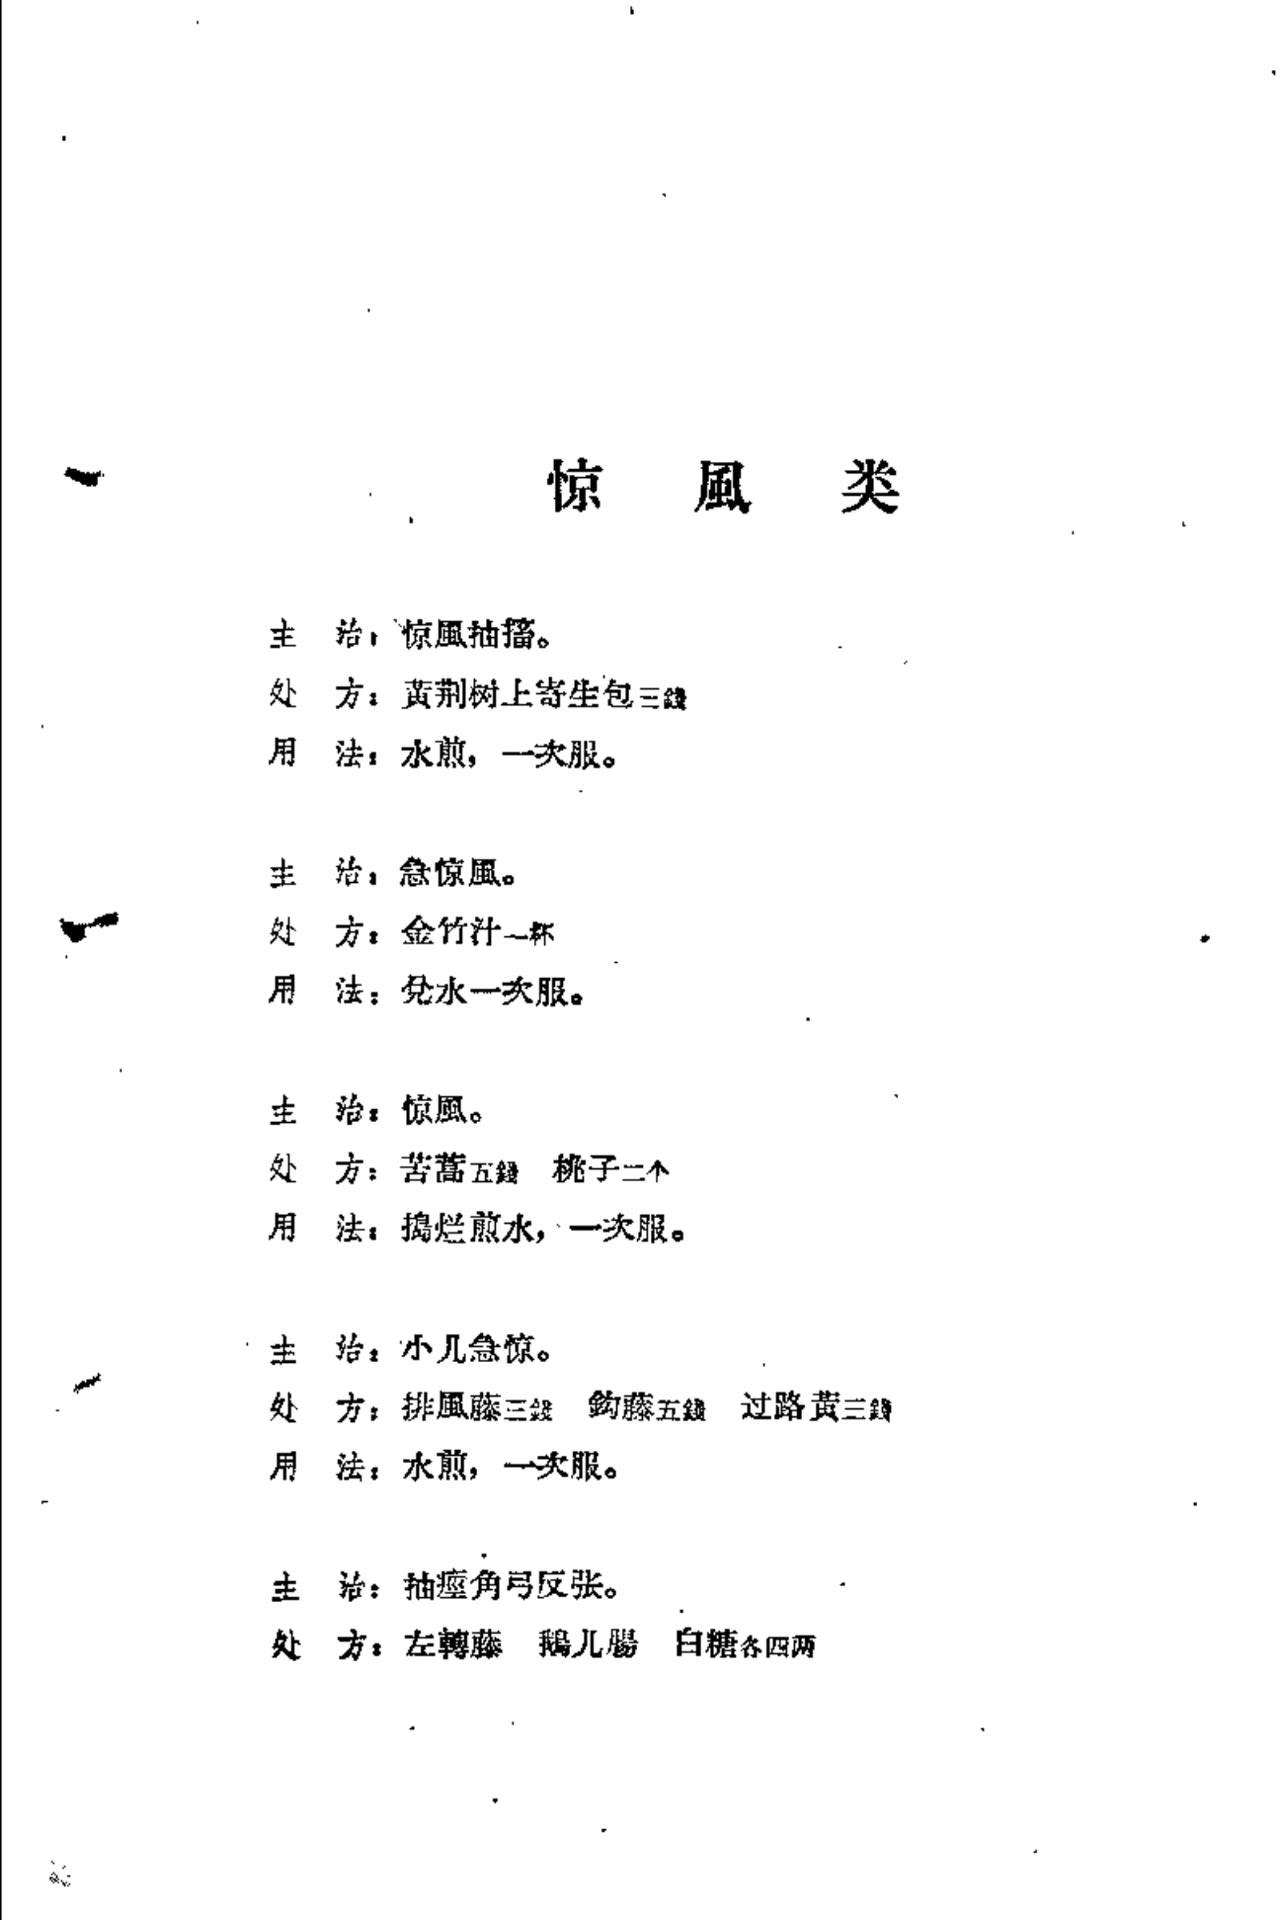 惊風类
主治：惊風抽搐。
处方：黄荆树上寄生包三錢
用法：水煎，一次服。
主治：急惊風。
处方：金竹汁一杯
用法：兌水一次服。
主治：惊風。
处方：苦蒿五錢 桃子二个
用法：搗烂煎水，一次服。
主治：小儿急惊。
处方：排風藤三錢 鈎藤五錢 过路黄三錢
用法：水煎，一次服。
主治：抽痙角弓反张。
处方：左轉藤 鵝儿腸 白糖各四两